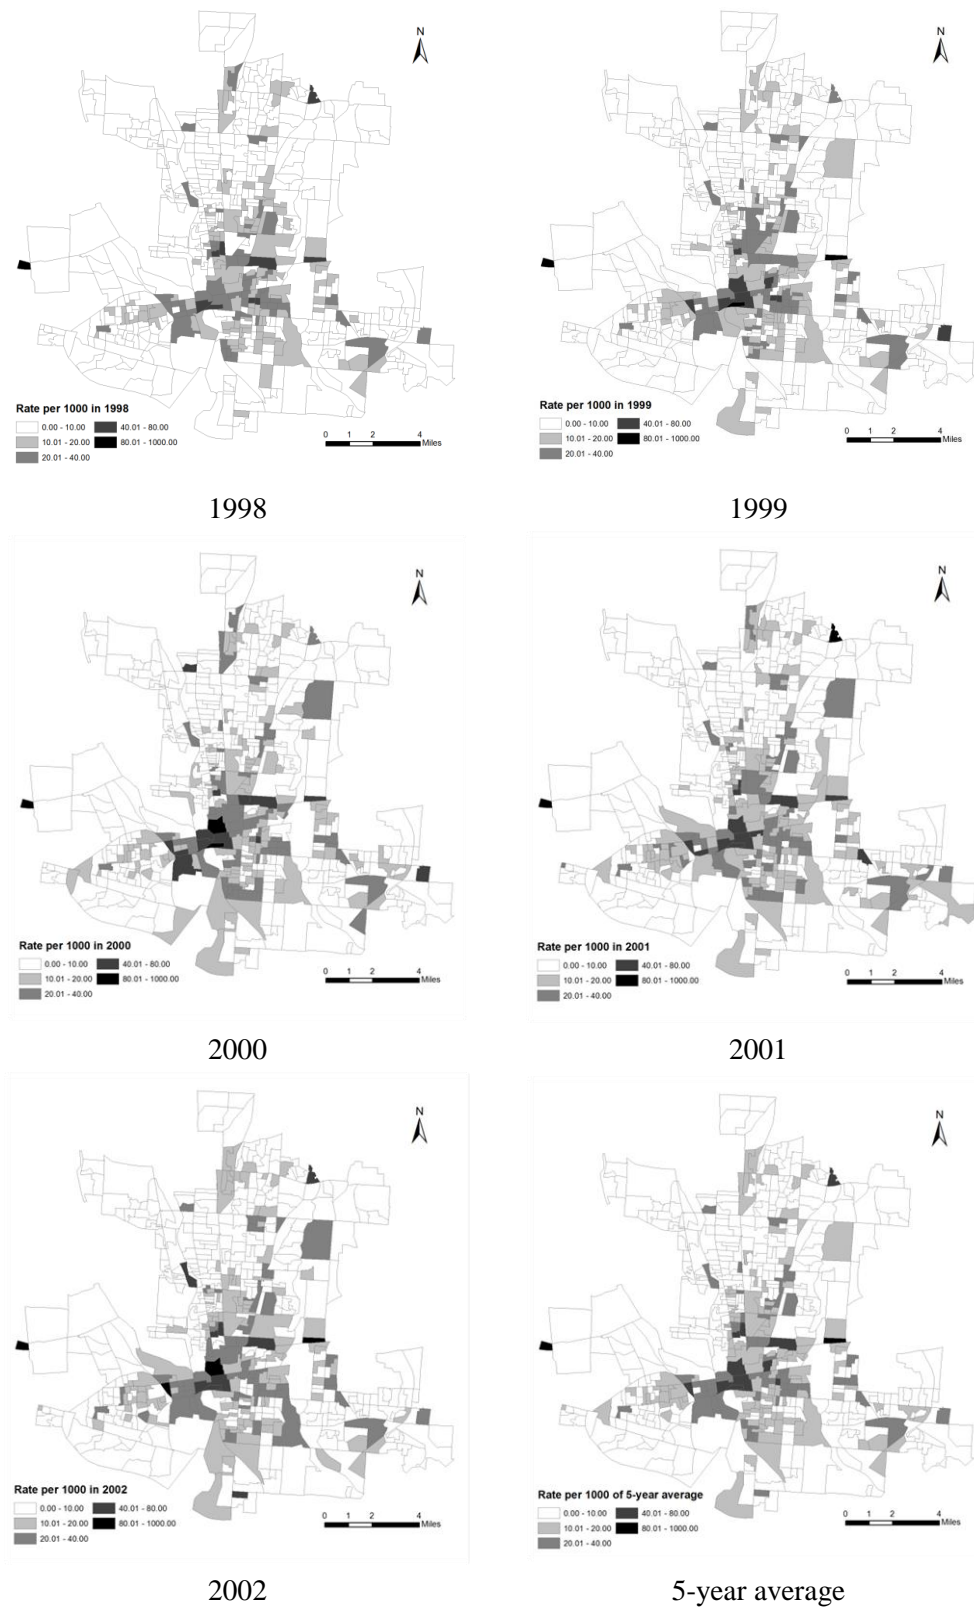 N
Rate per 1000 in 1998
0.00 - 10.00 40.01 - 80.00
10.01 - 20.00 80.01 - 1000.00
20.01 - 40.00
0 1 2 4
Miles
1998
N
Rate per 1000 in 1999
0.00 - 10.00 40.01 - 80.00
10.01 - 20.00 80.01 - 1000.00
20.01 - 40.00
0 1 2 4
Miles
1999
N
Rate per 1000 in 2000
0.00 - 10.00 40.01 - 80.00
10.01 - 20.00 80.01 - 1000.00
20.01 - 40.00
0 1 2 4
Miles
2000
N
Rate per 1000 in 2001
0.00 - 10.00 40.01 - 80.00
10.01 - 20.00 80.01 - 1000.00
20.01 - 40.00
0 1 2 4
Miles
2001
N
Rate per 1000 in 2002
0.00 - 10.00 40.01 - 80.00
10.01 - 20.00 80.01 - 1000.00
20.01 - 40.00
0 1 2 4
Miles
2002
N
Rate per 1000 of 5-year average
0.00 - 10.00 40.01 - 80.00
10.01 - 20.00 80.01 - 1000.00
20.01 - 40.00
0 1 2 4
Miles
5-year average